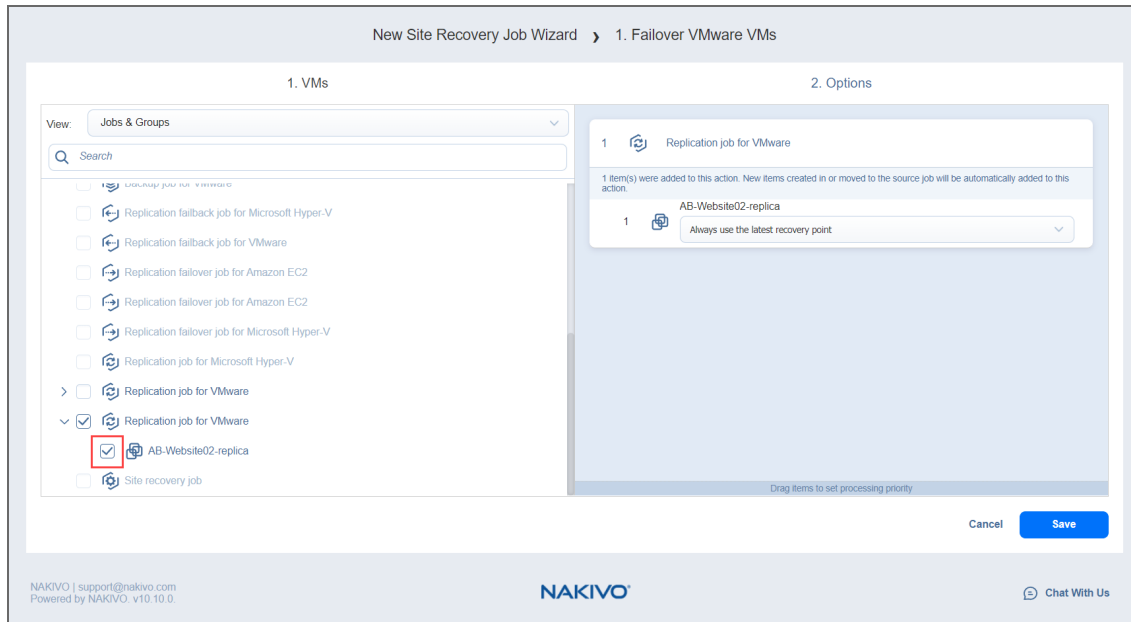 New Site Recovery Job Wizard ❯ 1. Failover VMware VMs
1. VMs
2. Options
View:
Jobs & Groups
Search
Backup job for VMware
Replication failback job for Microsoft Hyper-V
Replication failback job for VMware
Replication failover job for Amazon EC2
Replication failover job for Amazon EC2
Replication failover job for Microsoft Hyper-V
Replication job for Microsoft Hyper-V
Replication job for VMware
Replication job for VMware
AB-Website02-replica
Site recovery job
1 Replication job for VMware
1 item(s) were added to this action. New items created in or moved to the source job will be automatically added to this
action.
AB-Website02-replica
1
Always use the latest recovery point
Drag items to set processing priority
Cancel
Save
NAKIVO | support@nakivo.com
Powered by NAKIVO. v10.10.0.
NAKIVO®
Chat With Us